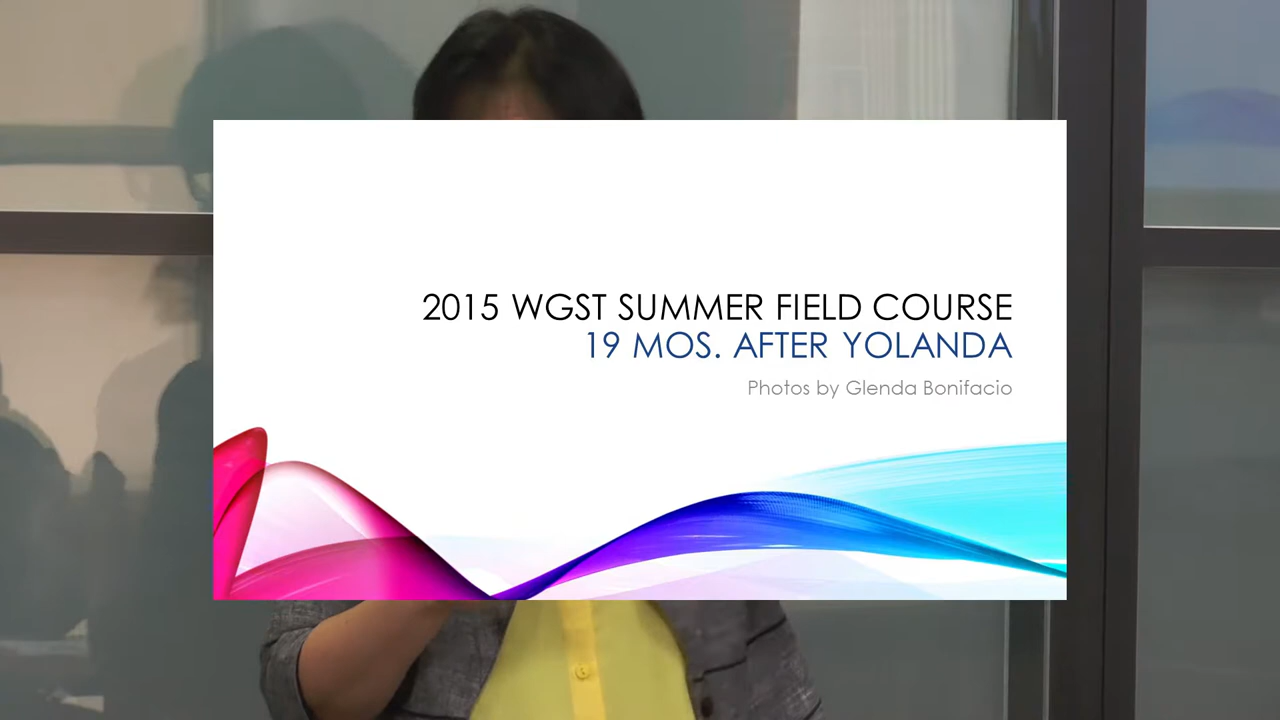 2015 WGST SUMMER FIELD COURSE
19 MOS. AFTER YOLANDA
Photos by Glenda Bonifacio